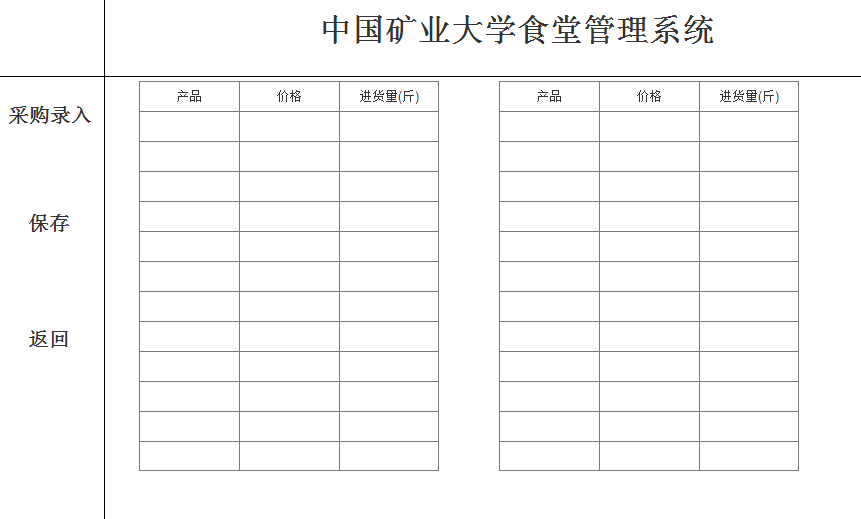 中国矿业大学食堂管理系统
采购录入
保存
返回
产品 价格 进货量(斤)
产品 价格 进货量(斤)